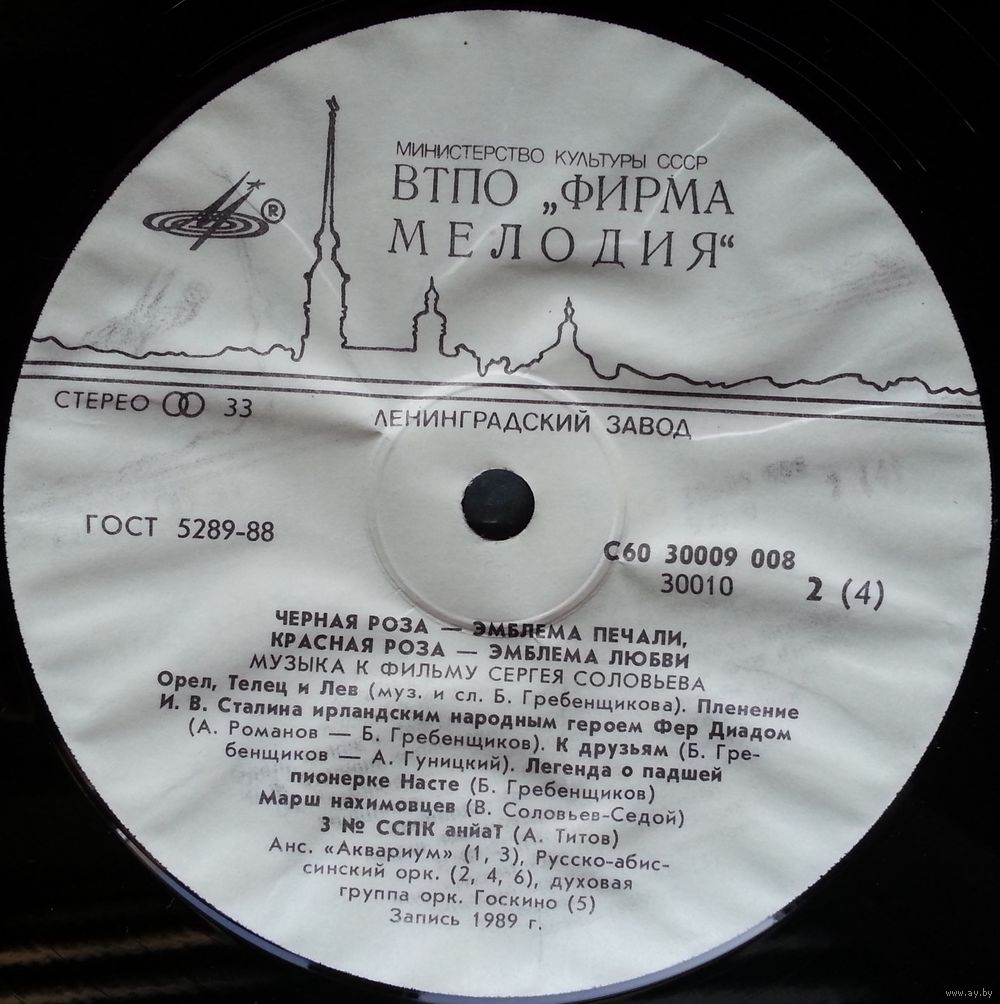 МИНИСТЕРСТВО КУЛЬТУРЫ СССР
ВТПО „ФИРМА
МЕЛОДИЯ“
®
СТЕРЕО 33
ЛЕНИНГРАДСКИЙ ЗАВОД
ГОСТ 5289-88
С60 30009 008
30010 2 (4)
ЧЕРНАЯ РОЗА — ЭМБЛЕМА ПЕЧАЛИ,
КРАСНАЯ РОЗА — ЭМБЛЕМА ЛЮБВИ
МУЗЫКА К ФИЛЬМУ СЕРГЕЯ СОЛОВЬЕВА
Орел, Телец и Лев (муз. и сл. Б. Гребенщикова). Пленение
И. В. Сталина ирландским народным героем Фер Диадом
(А. Романов — Б. Гребенщиков). К друзьям (Б. Гре-
бенщиков — А. Гуницкий). Легенда о падшей
пионерке Насте (Б. Гребенщиков)
Марш нахимовцев (В. Соловьев-Седой)
3 № ССПК анйаТ (А. Титов)
Анс. «Аквариум» (1, 3), Русско-абис-
синский орк. (2, 4, 6), духовая
группа орк. Госкино (5)
Запись 1989 г.
www.ay.by